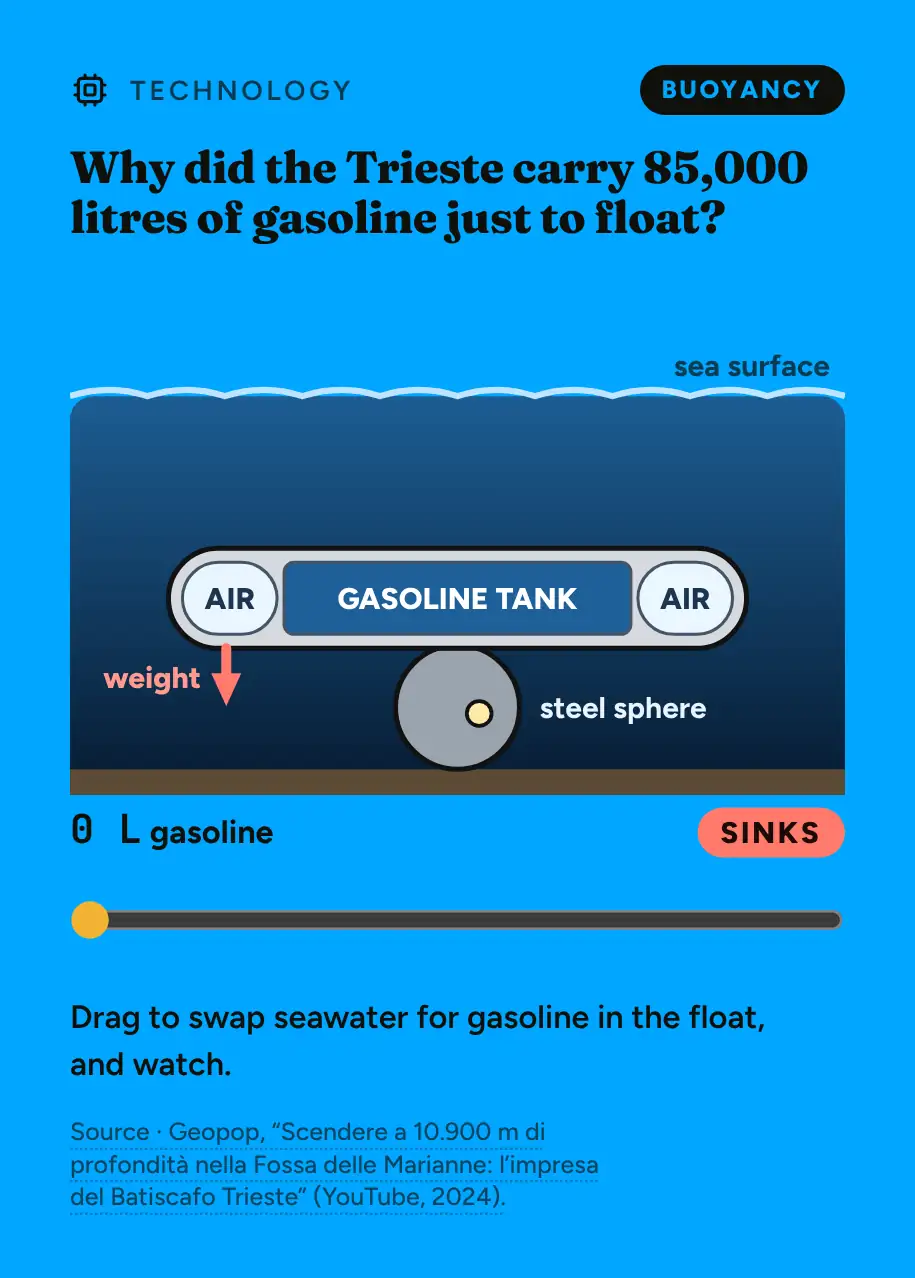 TECHNOLOGY
BUOYANCY
Why did the Trieste carry 85,000
litres of gasoline just to float?
sea surface
AIR
GASOLINE TANK
AIR
weight
steel sphere
0 L gasoline
SINKS
Drag to swap seawater for gasoline in the float,
and watch.
Source · Geopop, “Scendere a 10.900 m di
profondità nella Fossa delle Marianne: l’impresa
del Batiscafo Trieste” (YouTube, 2024).